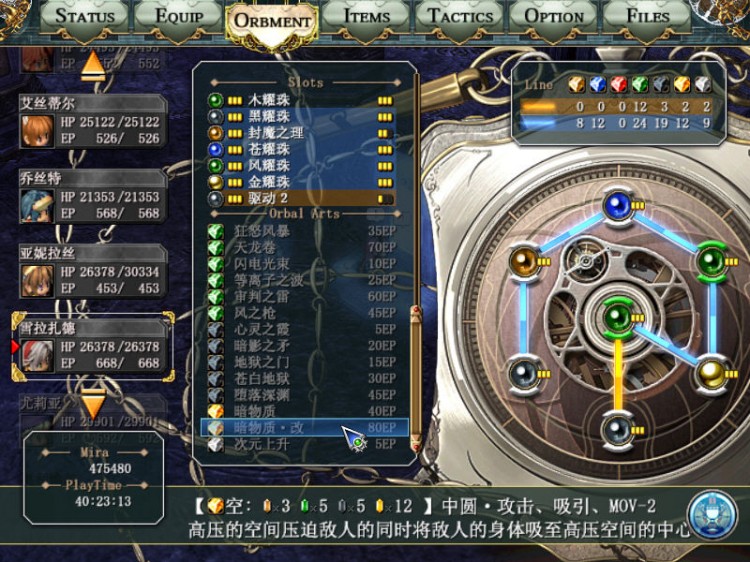 STATUS EQUIP ORBMENT ITEMS TACTICS OPTION FILES
EP 552/ 552
艾丝蒂尔
HP 25122/25122
EP 526/ 526
乔丝特
HP 21353/21353
EP 568/ 568
亚妮拉丝
HP 26378/30334
EP 453/ 453
雪拉扎德
HP 26378/26378
EP 668/ 668
尤莉亚
HP 29901/29901
EP 592/ 592
Mira
475480
PlayTime
40:23:13
Slots
木耀珠
黑耀珠
封魔之理
苍耀珠
风耀珠
金耀珠
驱动 2
Orbal Arts
狂怒风暴 35EP
天龙卷 70EP
闪电光束 10EP
等离子之波 25EP
审判之雷 60EP
风之枪 45EP
心灵之霞 5EP
暗影之矛 20EP
地狱之门 15EP
苍白地狱 30EP
堕落深渊 45EP
暗物质 40EP
暗物质·改 80EP
次元上升 5EP
Line
0 0 0 12 3 2 2
8 12 0 24 19 12 9
【空: ×3 ×5 ×5 ×12 】中圆·攻击、吸引、MOV-2
高压的空间压迫敌人的同时将敌人的身体吸至高压空间的中心